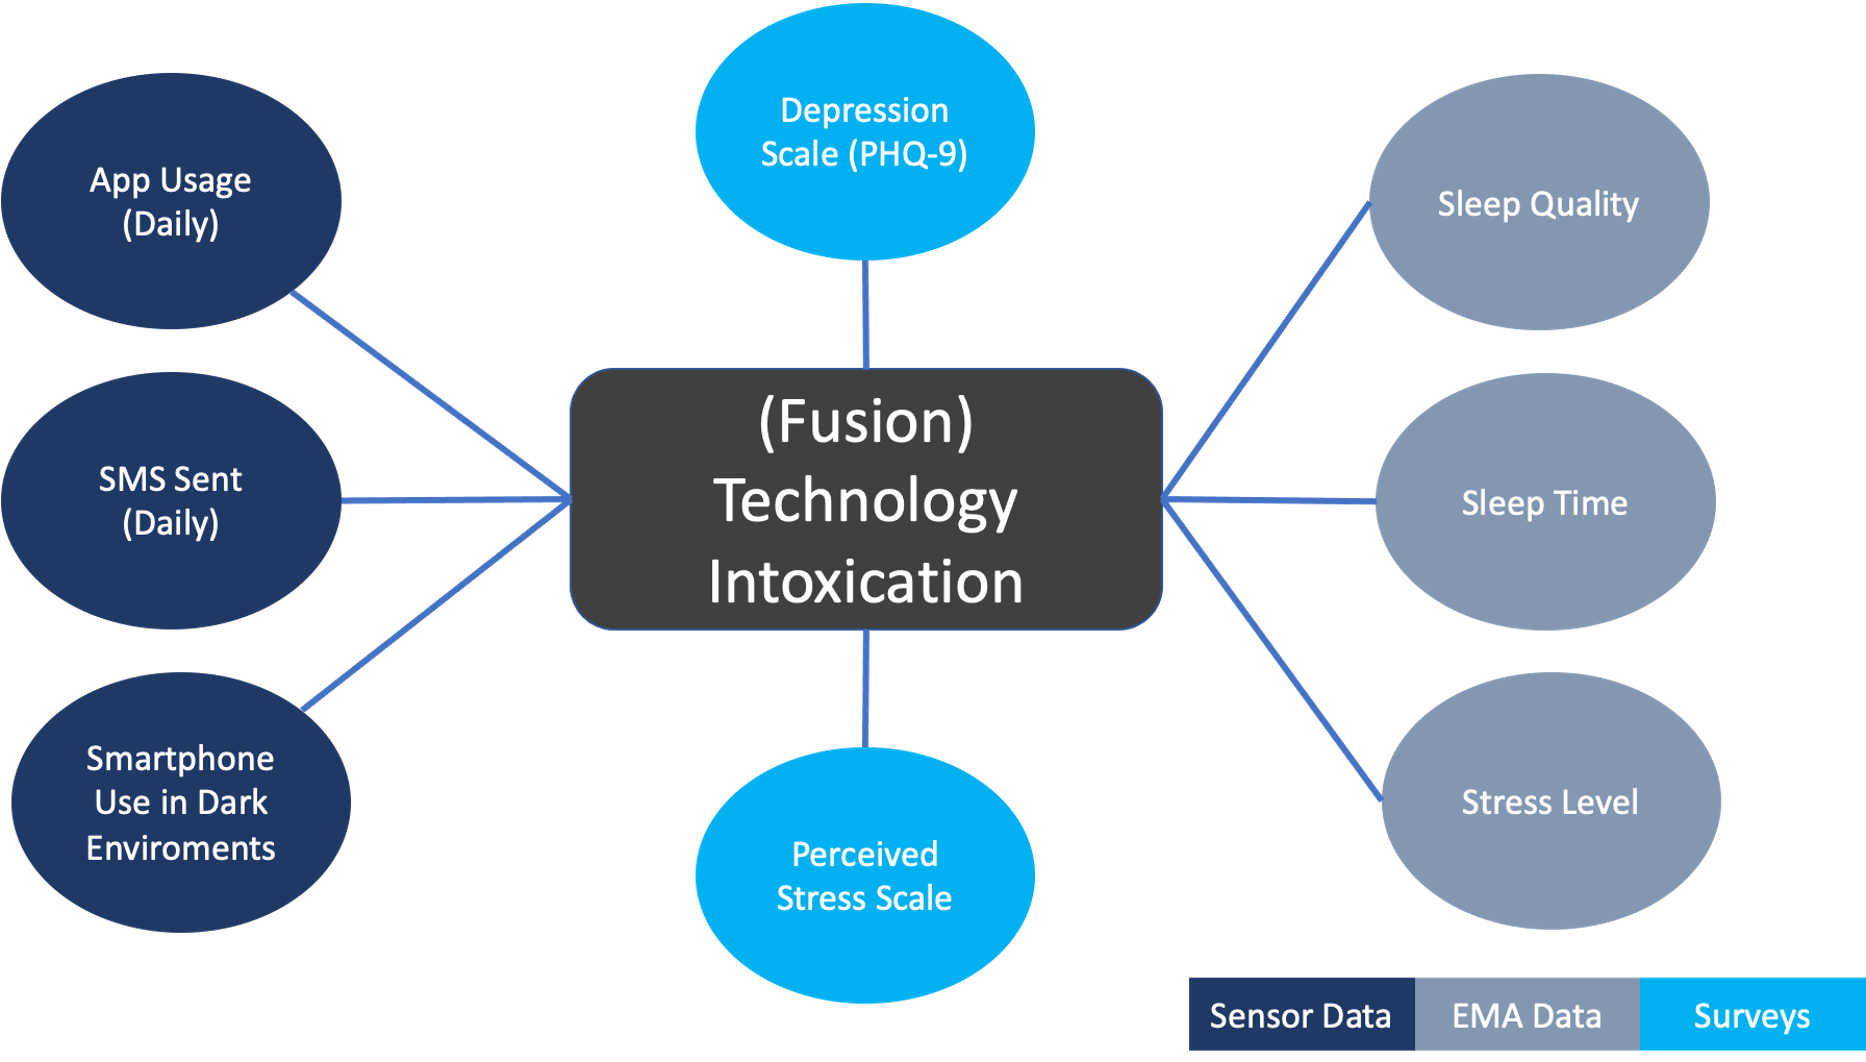 App Usage
(Daily)
SMS Sent
(Daily)
Smartphone
Use in Dark
Enviroments
Depression
Scale (PHQ-9)
(Fusion)
Technology
Intoxication
Perceived
Stress Scale
Sleep Quality
Sleep Time
Stress Level
Sensor Data
EMA Data
Surveys